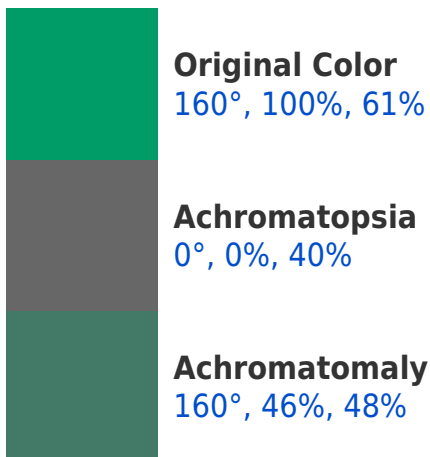 Original Color
160°, 100%, 61%
Achromatopsia
0°, 0%, 40%
Achromatomaly
160°, 46%, 48%